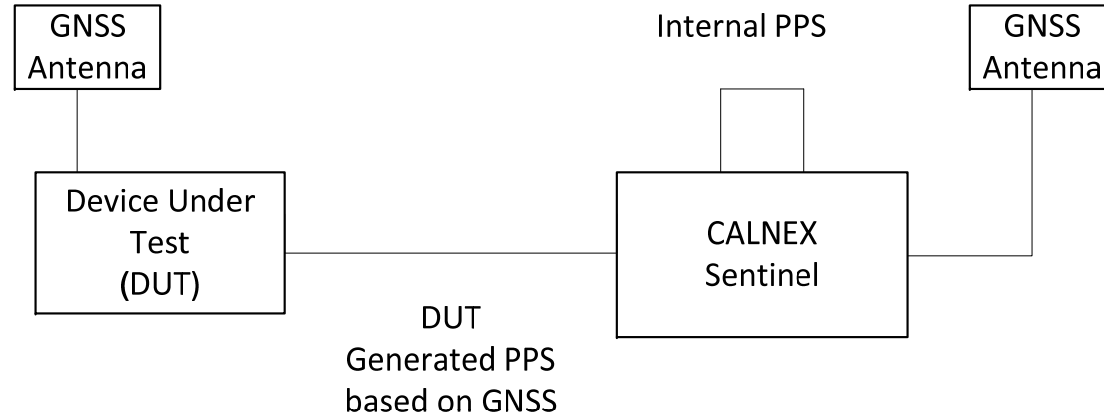 GNSS
Antenna
Internal PPS
GNSS
Antenna
Device Under
Test
(DUT)
CALNEX
Sentinel
DUT
Generated PPS
based on GNSS